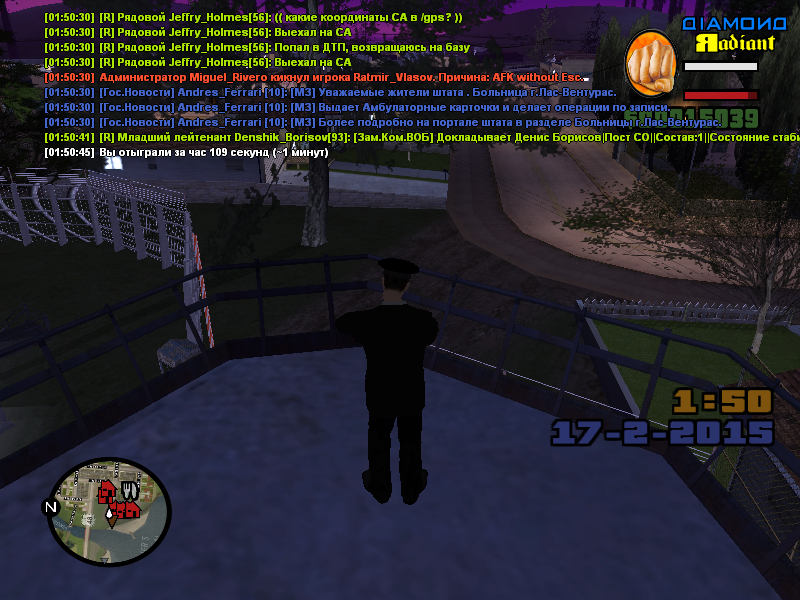 [01:50:30] [R] Рядовой Jeffry_Holmes[56]: (( какие координаты СА в /gps? ))
[01:50:30] [R] Рядовой Jeffry_Holmes[56]: Выехал на СА
[01:50:30] [R] Рядовой Jeffry_Holmes[56]: Попал в ДТП, возвращаюсь на базу
[01:50:30] [R] Рядовой Jeffry_Holmes[56]: Выехал на СА
[01:50:30] Администратор Miguel_Rivero кикнул игрока Ratmir_Vlasov. Причина: AFK without Esc.
[01:50:30] [Гос.Новости] Andres_Ferrari [10]: [МЗ] Уважаемые жители штата . Больница г.Лас-Вентурас.
[01:50:30] [Гос.Новости] Andres_Ferrari [10]: [МЗ] Выдает Амбулаторные карточки и делает операции по записи.
[01:50:30] [Гос.Новости] Andres_Ferrari [10]: [МЗ] Более подробно на портале штата в разделе Больницы г.Лас-Вентурас.
[01:50:41] [R] Младший лейтенант Denshik_Borisov[93]: [Зам.Ком.ВОБ] Докладывает Денис Борисов|Пост СО||Состав:1||Состояние стаби
[01:50:45] Вы отыграли за час 109 секунд (~1 минут)
DIAMOND
Radiant
1:50
17-2-2015
N